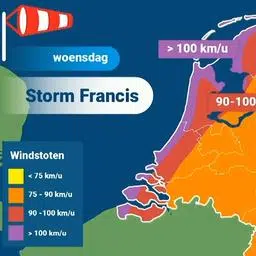 > 100 km/u
woensdag
Storm Francis
90-100
Windstoten
< 75 km/u
75 - 90 km/u
90 -100 km/u
> 100 km/u